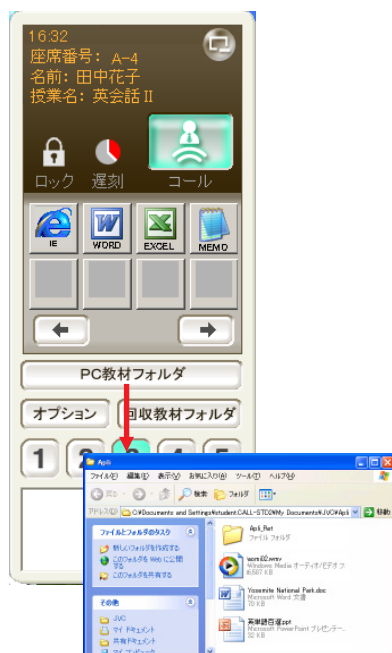 16:32
座席番号: A-4
名前: 田中花子
授業名: 英会話Ⅱ
ロック 遅刻 コール
IE WORD EXCEL MEMO
PC教材フォルダ
オプション 回収教材フォルダ
1 2 3 4 5
Apli
ファイル(F) 編集(E) 表示(V) お気に入り(A) ツール(T) ヘルプ(H)
戻る 検索 フォルダ
アドレス(D) C:¥Documents and Settings¥student.CALL-STD2¥My Documents¥JVC¥Apli 移動
ファイルとフォルダのタスク
新しいフォルダを作成する
このフォルダを Web に公開する
このフォルダを共有する
その他
JVC
マイ ドキュメント
共有ドキュメント
マイ コンピュータ
Apli_Ret
ファイル フォルダ
Windows Media オーディオ/ビデオ フ...
8,587 KB
Yosemite National Park.doc
Microsoft Word 文書
70 KB
英単語百選.ppt
Microsoft PowerPoint プレゼンテー...
32 KB